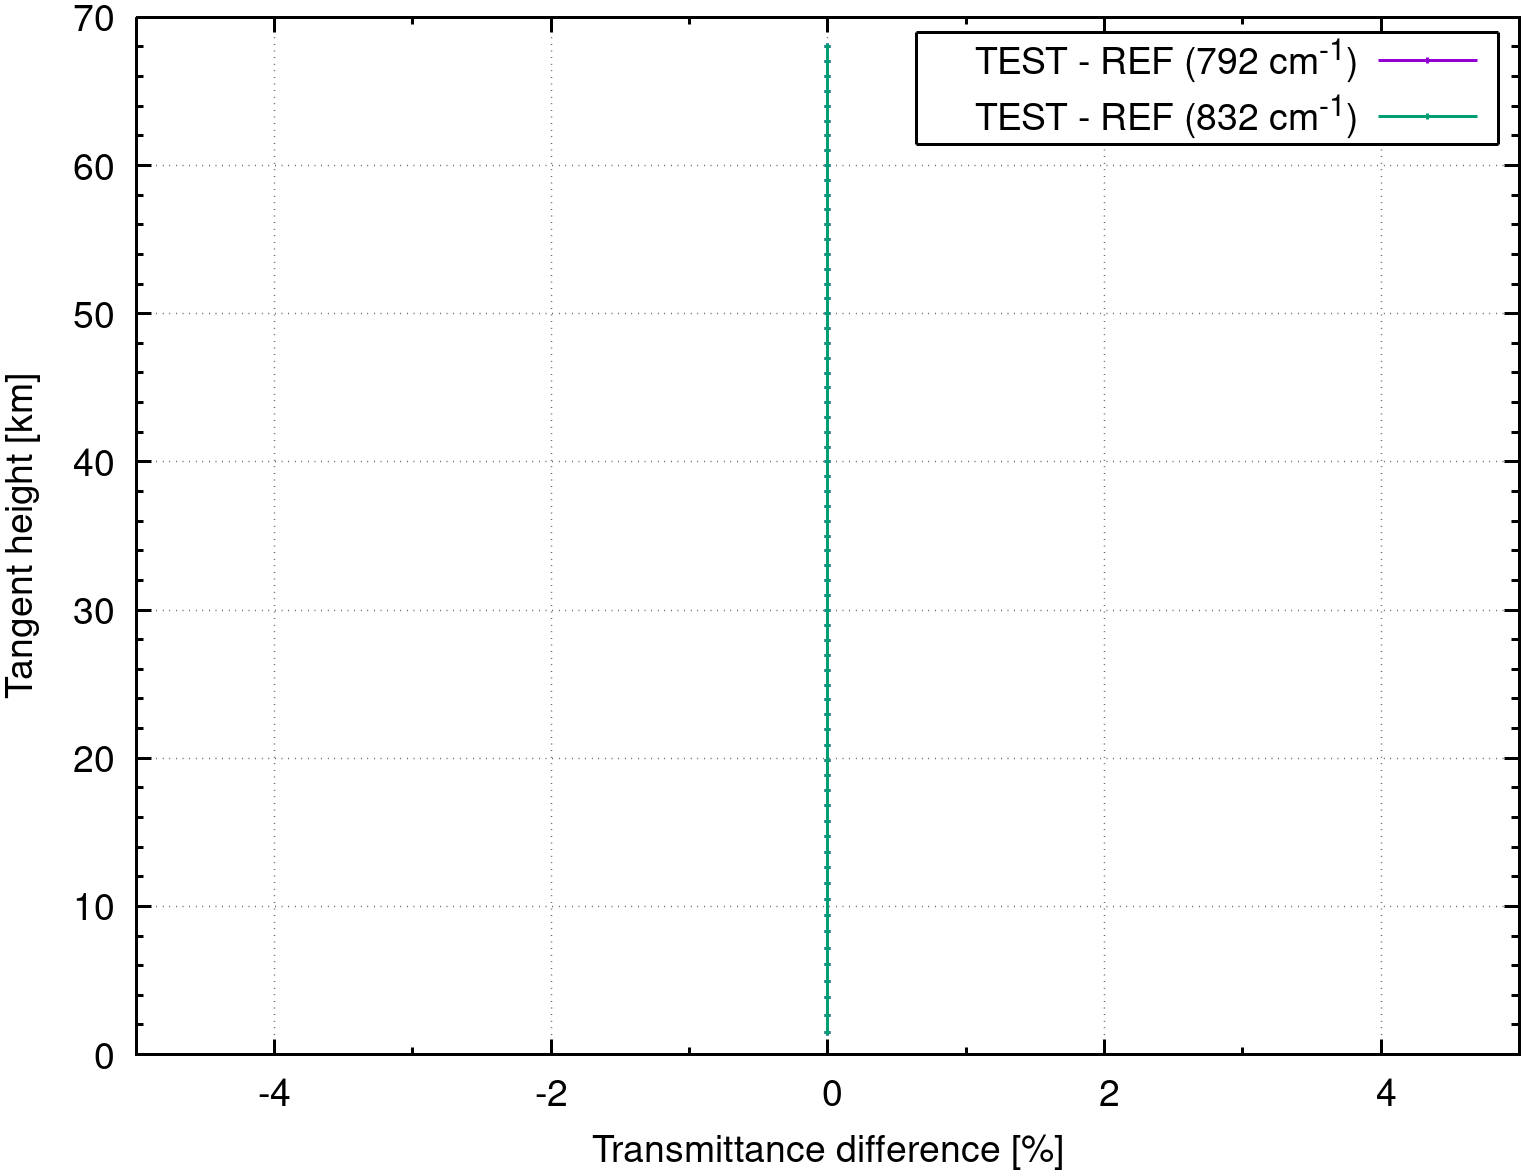 70
60
50
40
30
20
10
0
Tangent height [km]
TEST - REF (792 cm⁻¹)
TEST - REF (832 cm⁻¹)
-4 -2 0 2 4
Transmittance difference [%]